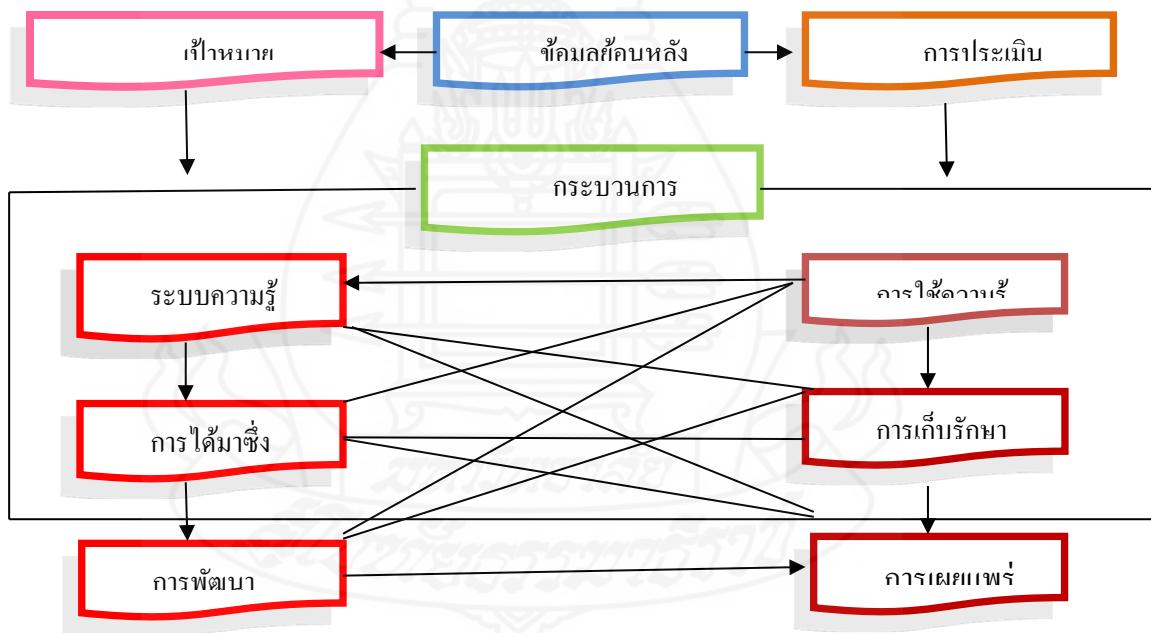 เป้าหมาย
ข้อมูลย้อนหลัง
การประเมิน
กระบวนการ
ระบบความรู้
การใช้ความรู้
การได้มาซึ่ง
การเก็บรักษา
การพัฒนา
การเผยแพร่